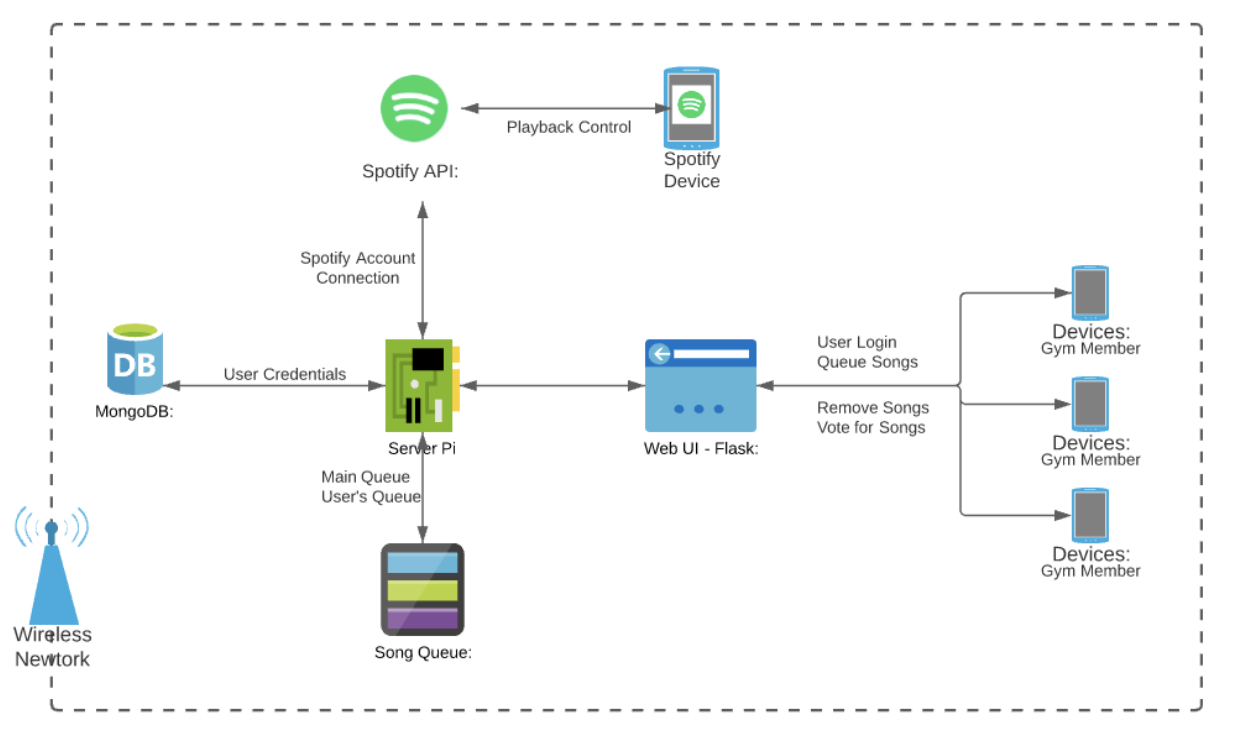 Playback Control
Spotify
Device
Spotify API:
Spotify Account
Connection
DB
MongoDB:
User Credentials
Server Pi
Web UI - Flask:
User Login
Queue Songs
Remove Songs
Vote for Songs
Devices:
Gym Member
Devices:
Gym Member
Devices:
Gym Member
Main Queue
User's Queue
Song Queue:
Wireless
Newtork